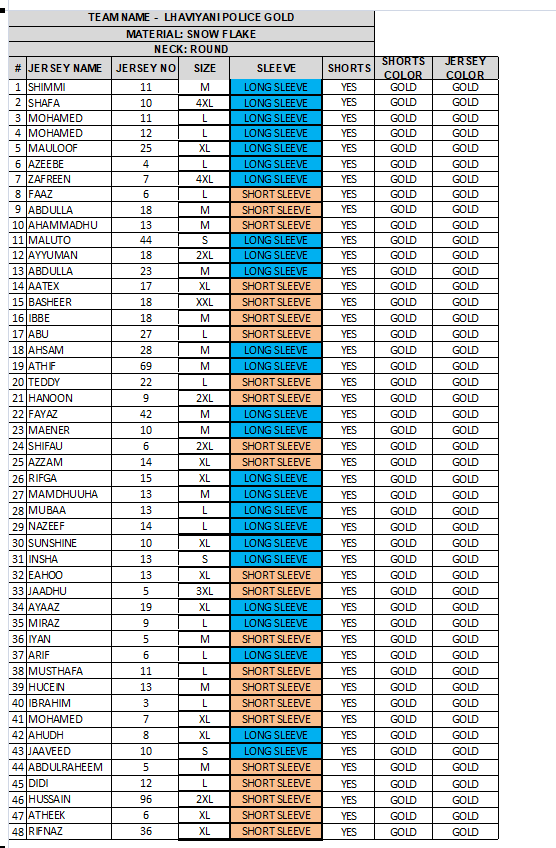 TEAM NAME - LHAVIYANI POLICE GOLD
MATERIAL: SNOW FLAKE
NECK: ROUND
# JERSEY NAME JERSEY NO SIZE SLEEVE SHORTS SHORTS COLOR JERSEY COLOR
1 SHIMMI 11 M LONG SLEEVE YES GOLD GOLD
2 SHAFA 10 4XL LONG SLEEVE YES GOLD GOLD
3 MOHAMED 11 L LONG SLEEVE YES GOLD GOLD
4 MOHAMED 12 L LONG SLEEVE YES GOLD GOLD
5 MAULOOF 25 XL LONG SLEEVE YES GOLD GOLD
6 AZEEBE 4 L LONG SLEEVE YES GOLD GOLD
7 ZAFREEN 7 4XL LONG SLEEVE YES GOLD GOLD
8 FAAZ 6 L SHORT SLEEVE YES GOLD GOLD
9 ABDULLA 18 M SHORT SLEEVE YES GOLD GOLD
10 AHAMMADHU 13 M SHORT SLEEVE YES GOLD GOLD
11 MALUTO 44 S LONG SLEEVE YES GOLD GOLD
12 AYYUMAN 18 2XL LONG SLEEVE YES GOLD GOLD
13 ABDULLA 23 M LONG SLEEVE YES GOLD GOLD
14 AATEX 17 XL SHORT SLEEVE YES GOLD GOLD
15 BASHEER 18 XXL SHORT SLEEVE YES GOLD GOLD
16 IBBE 18 M SHORT SLEEVE YES GOLD GOLD
17 ABU 27 L SHORT SLEEVE YES GOLD GOLD
18 AHSAM 28 M LONG SLEEVE YES GOLD GOLD
19 ATHIF 69 M LONG SLEEVE YES GOLD GOLD
20 TEDDY 22 L SHORT SLEEVE YES GOLD GOLD
21 HANOON 9 2XL SHORT SLEEVE YES GOLD GOLD
22 FAYAZ 42 M LONG SLEEVE YES GOLD GOLD
23 MAENER 10 M LONG SLEEVE YES GOLD GOLD
24 SHIFAU 6 2XL SHORT SLEEVE YES GOLD GOLD
25 AZZAM 14 XL SHORT SLEEVE YES GOLD GOLD
26 RIFGA 15 XL LONG SLEEVE YES GOLD GOLD
27 MAMDHUUHA 13 M LONG SLEEVE YES GOLD GOLD
28 MUBAA 13 L LONG SLEEVE YES GOLD GOLD
29 NAZEEF 14 L LONG SLEEVE YES GOLD GOLD
30 SUNSHINE 10 XL LONG SLEEVE YES GOLD GOLD
31 INSHA 13 S LONG SLEEVE YES GOLD GOLD
32 EAHOO 13 XL SHORT SLEEVE YES GOLD GOLD
33 JAADHU 5 3XL SHORT SLEEVE YES GOLD GOLD
34 AYAAZ 19 XL LONG SLEEVE YES GOLD GOLD
35 MIRAZ 9 L LONG SLEEVE YES GOLD GOLD
36 IYAN 5 M SHORT SLEEVE YES GOLD GOLD
37 ARIF 6 L LONG SLEEVE YES GOLD GOLD
38 MUSTHAFA 11 L SHORT SLEEVE YES GOLD GOLD
39 HUCEIN 13 M SHORT SLEEVE YES GOLD GOLD
40 IBRAHIM 3 L SHORT SLEEVE YES GOLD GOLD
41 MOHAMED 7 XL SHORT SLEEVE YES GOLD GOLD
42 AHUDH 8 XL LONG SLEEVE YES GOLD GOLD
43 JAAVEED 10 S LONG SLEEVE YES GOLD GOLD
44 ABDULRAHEEM 5 M SHORT SLEEVE YES GOLD GOLD
45 DIDI 12 L SHORT SLEEVE YES GOLD GOLD
46 HUSSAIN 96 2XL SHORT SLEEVE YES GOLD GOLD
47 ATHEEK 6 XL SHORT SLEEVE YES GOLD GOLD
48 RIFNAZ 36 XL SHORT SLEEVE YES GOLD GOLD